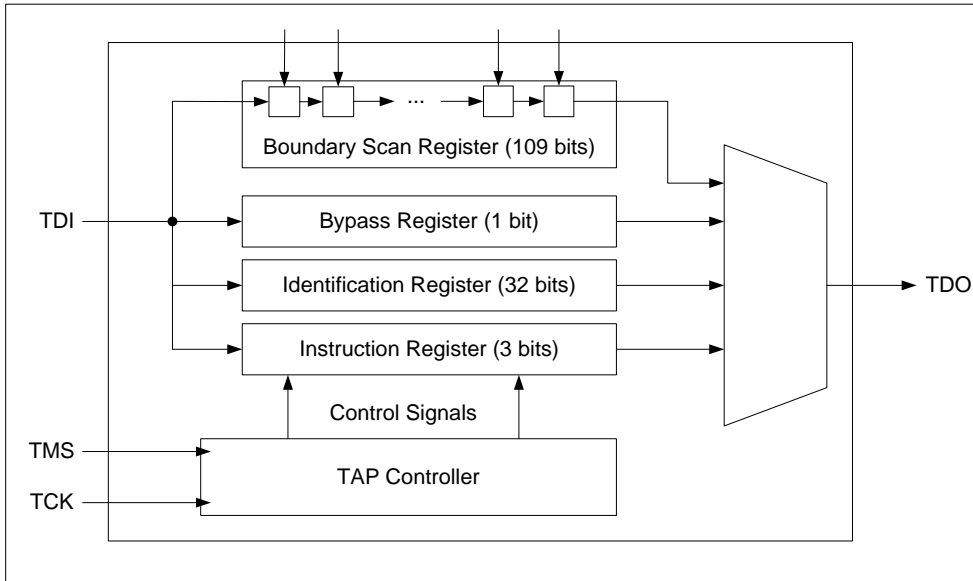 ...
Boundary Scan Register (109 bits)
TDI
Bypass Register (1 bit)
Identification Register (32 bits)
TDO
Instruction Register (3 bits)
Control Signals
TMS
TAP Controller
TCK